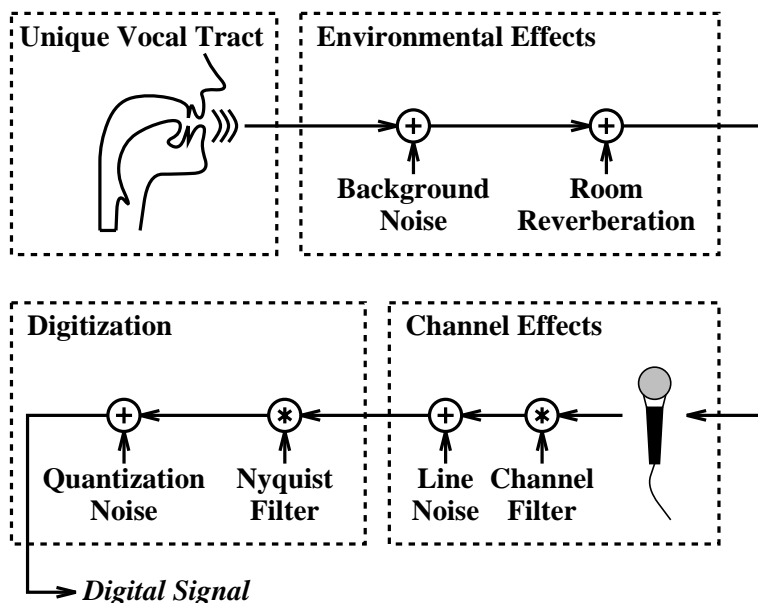 Unique Vocal Tract
Environmental Effects
+
+
Background
Noise
Room
Reverberation
Digitization
Channel Effects
+
*
+
*
Quantization
Noise
Nyquist
Filter
Line
Noise
Channel
Filter
Digital Signal